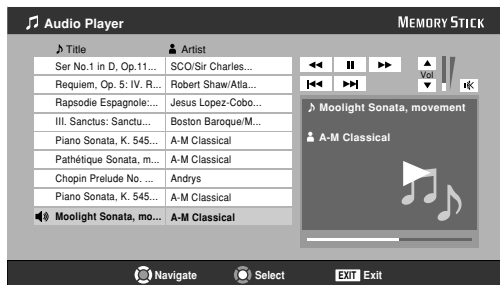 Audio Player
MEMORY STICK
Title Artist
Ser No.1 in D, Op.11... SCO/Sir Charles...
Requiem, Op. 5: IV. R... Robert Shaw/Atla...
Rapsodie Espagnole:... Jesus Lopez-Cobo...
III. Sanctus: Sanctu... Boston Baroque/M...
Piano Sonata, K. 545... A-M Classical
Pathétique Sonata, m... A-M Classical
Chopin Prelude No. ... Andrys
Piano Sonata, K. 545... A-M Classical
Moolight Sonata, mo... A-M Classical
Vol
Moolight Sonata, movement
A-M Classical
Navigate Select EXIT Exit